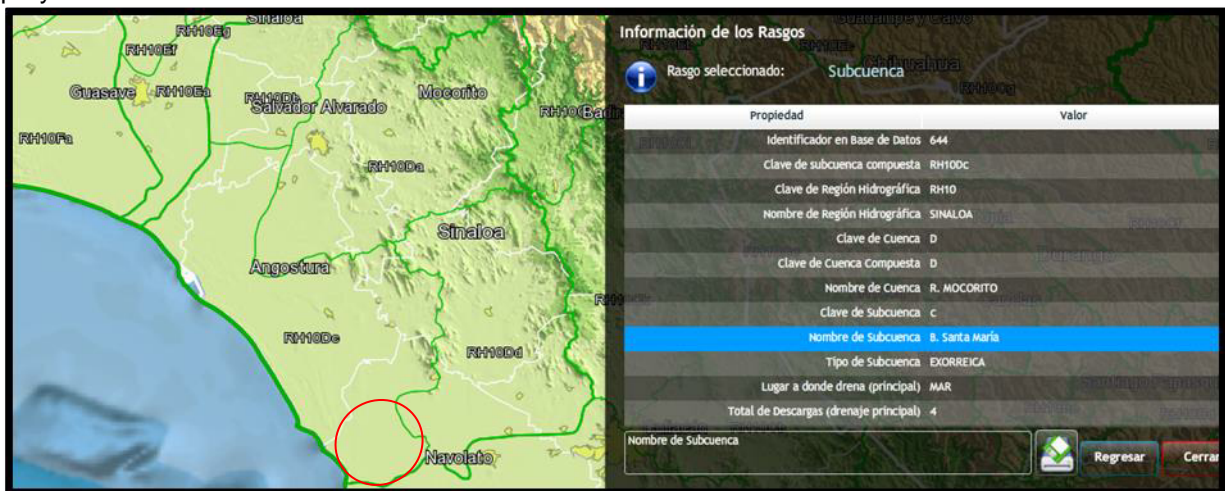 Sinaloa
RH10Eg
RH10Ef
Guasave
RH10Ea
RH10Db
Salvador Alvarado
Mocorito
RH10Fa
RH10Da
Sinaloa
Angostura
RH10Dc
RH10Dd
Navolato
Información de los Rasgos
Rasgo seleccionado: Subcuenca
Propiedad Valor
Identificador en Base de Datos 644
Clave de subcuenca compuesta RH10Dc
Clave de Región Hidrográfica RH10
Nombre de Región Hidrográfica SINALOA
Clave de Cuenca D
Clave de Cuenca Compuesta D
Nombre de Cuenca R. MOCORITO
Clave de Subcuenca c
Nombre de Subcuenca B. Santa María
Tipo de Subcuenca EXORREICA
Lugar a donde drena (principal) MAR
Total de Descargas (drenaje principal) 4
Nombre de Subcuenca
Regresar
Cerrar